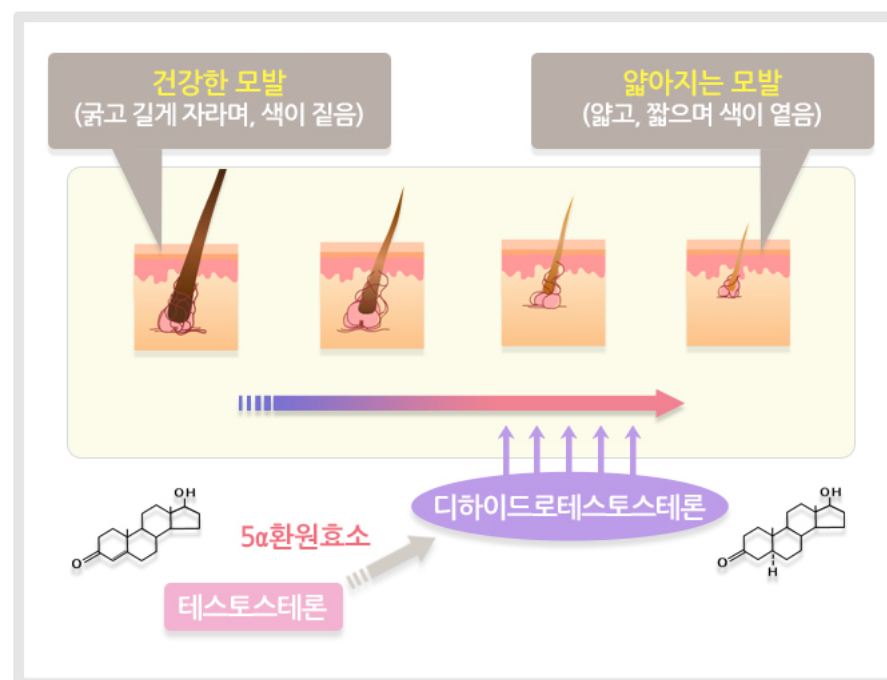 건강한 모발
(굵고 길게 자라며, 색이 짙음)
얇아지는 모발
(얇고, 짧으며 색이 옅음)
디하이드로테스토스테론
5α환원효소
테스토스테론
OH
O
OH
O
H